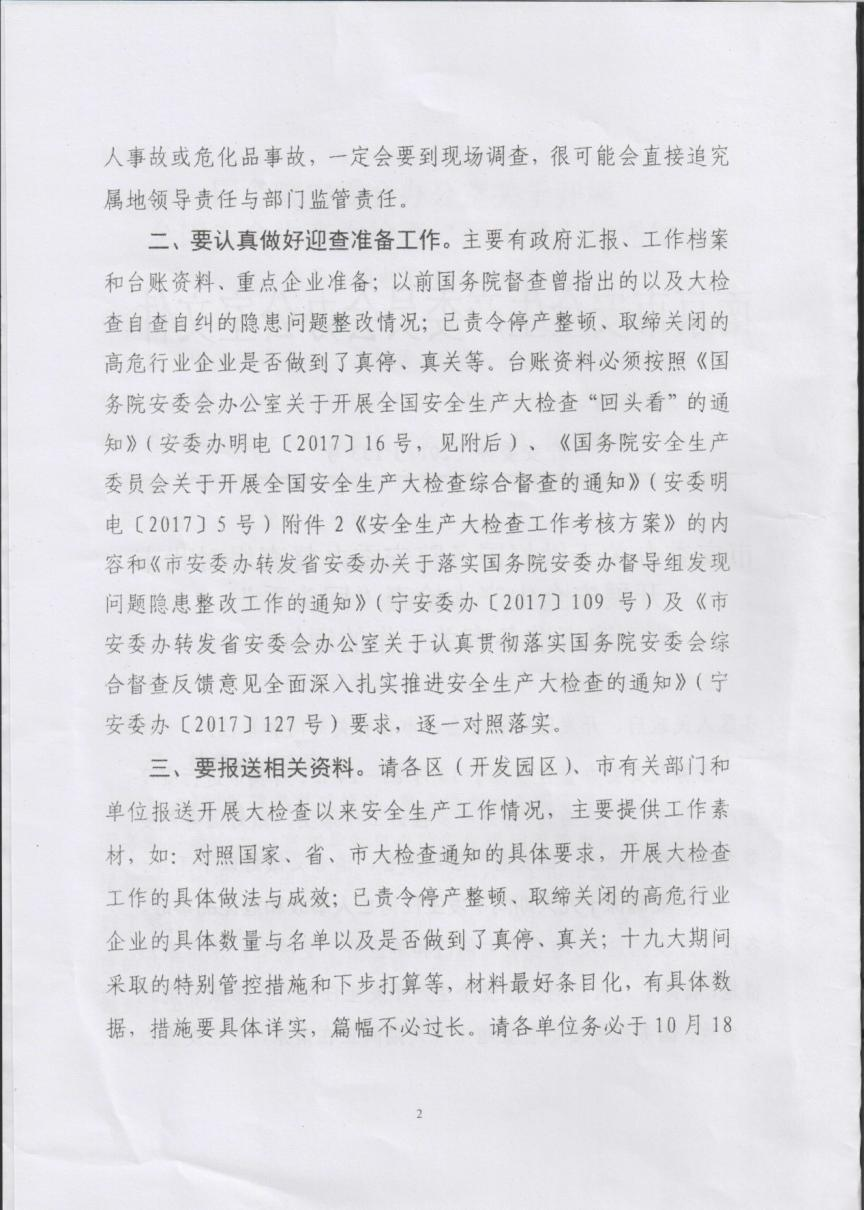 人事故或危化品事故，一定会要到现场调查，很可能会直接追究
属地领导责任与部门监管责任。
二、要认真做好迎查准备工作。主要有政府汇报、工作档案
和台账资料、重点企业准备；以前国务院督查曾指出的以及大检
查自查自纠的隐患问题整改情况；已责令停产整顿、取缔关闭的
高危行业企业是否做到了真停、真关等。台账资料必须按照《国
务院安委会办公室关于开展全国安全生产大检查“回头看”的通
知》（安委办明电〔2017〕16 号，见附后）、《国务院安全生产
委员会关于开展全国安全生产大检查综合督查的通知》（安委明
电〔2017〕5 号）附件 2《安全生产大检查工作考核方案》的内
容和《市安委办转发省安委办关于落实国务院安委办督导组发现
问题隐患整改工作的通知》（宁安委办〔2017〕109 号）及《市
安委办转发省安委会办公室关于认真贯彻落实国务院安委会综
合督查反馈意见全面深入扎实推进安全生产大检查的通知》（宁
安委办〔2017〕127 号）要求，逐一对照落实。
三、要报送相关资料。请各区（开发园区）、市有关部门和
单位报送开展大检查以来安全生产工作情况，主要提供工作素
材，如：对照国家、省、市大检查通知的具体要求，开展大检查
工作的具体做法与成效；已责令停产整顿、取缔关闭的高危行业
企业的具体数量与名单以及是否做到了真停、真关；十九大期间
采取的特别管控措施和下步打算等，材料最好条目化，有具体数
据，措施要具体详实，篇幅不必过长。请各单位务必于 10 月 18
2